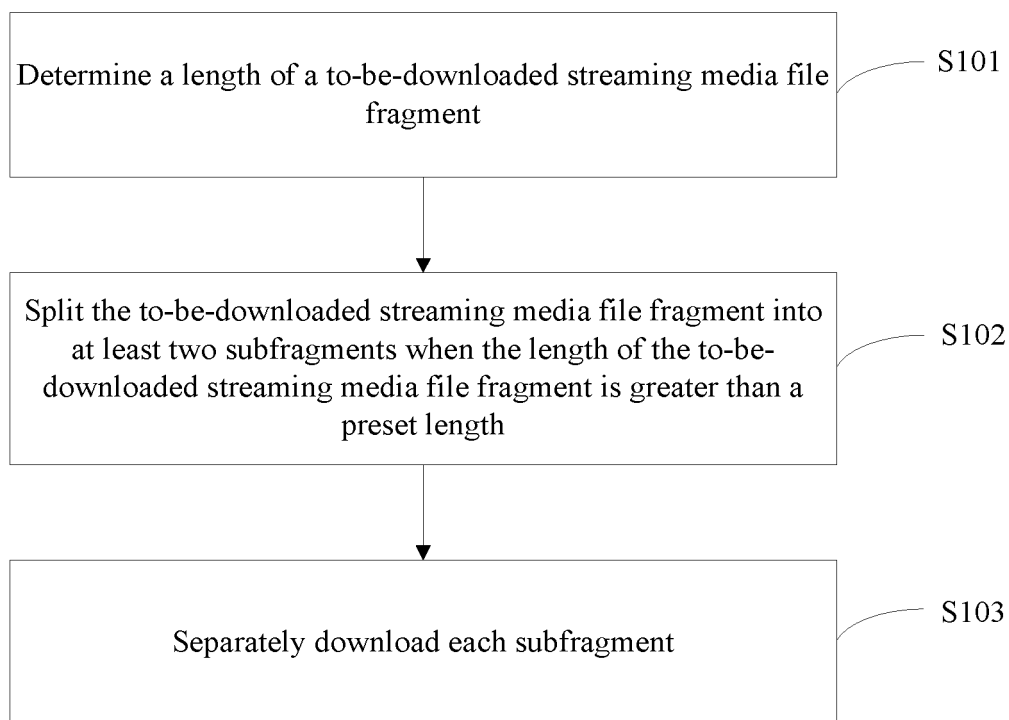 Determine a length of a to-be-downloaded streaming media file
fragment
S101
Split the to-be-downloaded streaming media file fragment into
at least two subfragments when the length of the to-be-
downloaded streaming media file fragment is greater than a
preset length
S102
Separately download each subfragment
S103